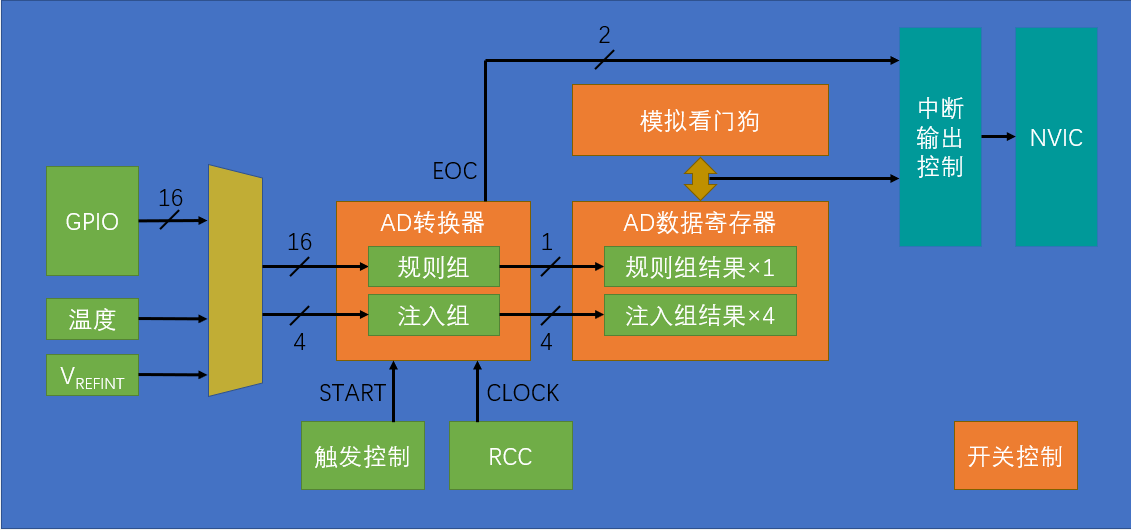 2
模拟看门狗
中断
输出
控制
NVIC
EOC
GPIO
16
AD转换器
AD数据寄存器
16
规则组
1
规则组结果×1
温度
4
注入组
4
注入组结果×4
VREFINT
START
CLOCK
触发控制
RCC
开关控制